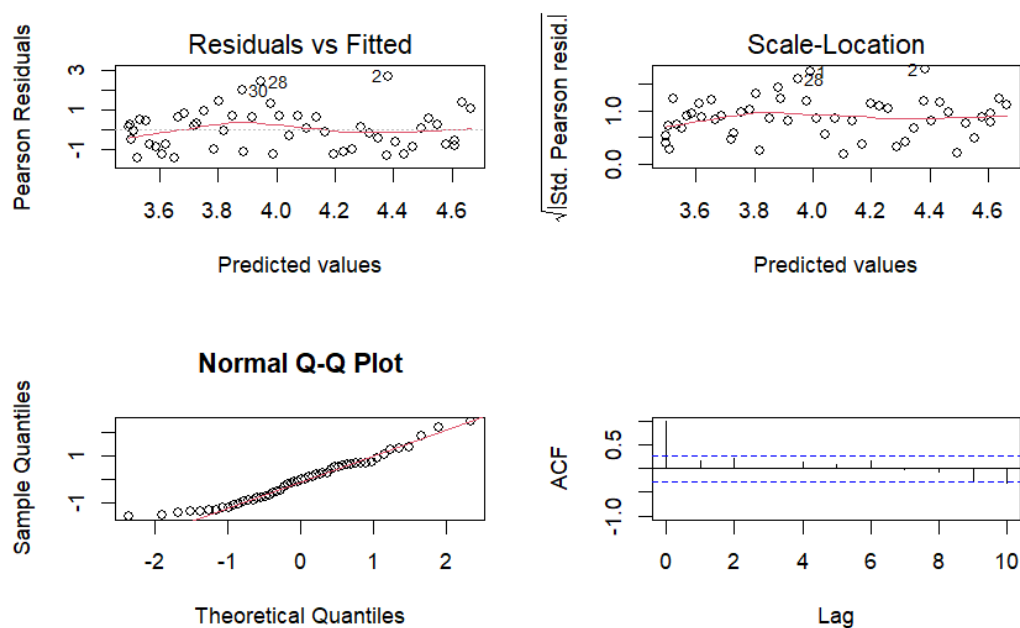 Residuals vs Fitted
Pearson Residuals
3
1
-1
30
28
2
3.6 3.8 4.0 4.2 4.4 4.6
Predicted values
Scale-Location
√|Std. Pearson resid.|
1.0
0.0
28
1
2
3.6 3.8 4.0 4.2 4.4 4.6
Predicted values
Normal Q-Q Plot
Sample Quantiles
1
-1
-2 -1 0 1 2
Theoretical Quantiles
ACF
0.5
-1.0
0 2 4 6 8 10
Lag